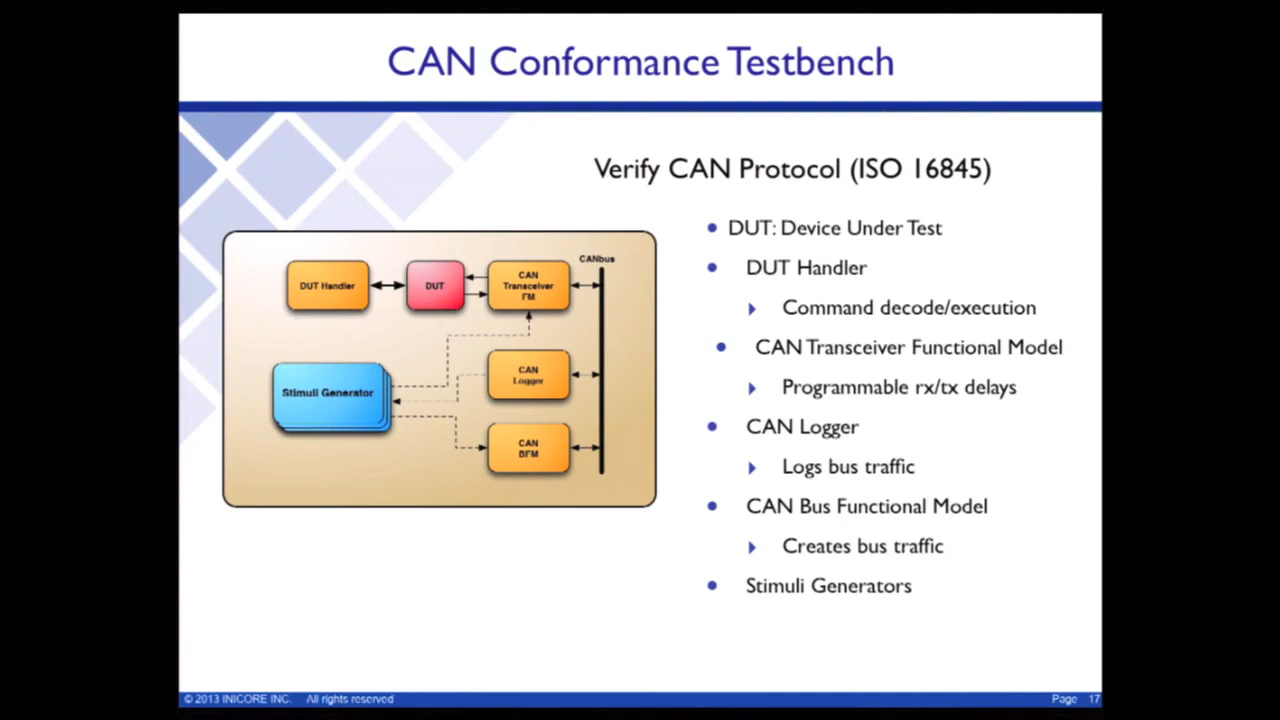 CAN Conformance Testbench
Verify CAN Protocol (ISO 16845)
CANbus
DUT Handler
DUT
CAN
Transceiver
FM
Stimuli Generator
CAN
Logger
CAN
BFM
• DUT: Device Under Test
• DUT Handler
Command decode/execution
• CAN Transceiver Functional Model
Programmable rx/tx delays
• CAN Logger
Logs bus traffic
• CAN Bus Functional Model
Creates bus traffic
• Stimuli Generators
© 2013 INICORE INC. All rights reserved
Page 17